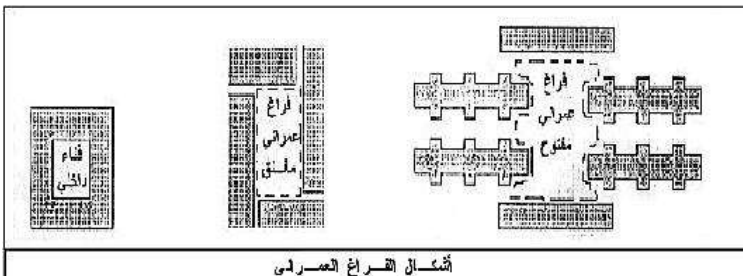 فراغ
عمراني
مفتوح
فراغ
عمراني
مغلق
فناء
داخلي
أشكال الفراغ العمراني